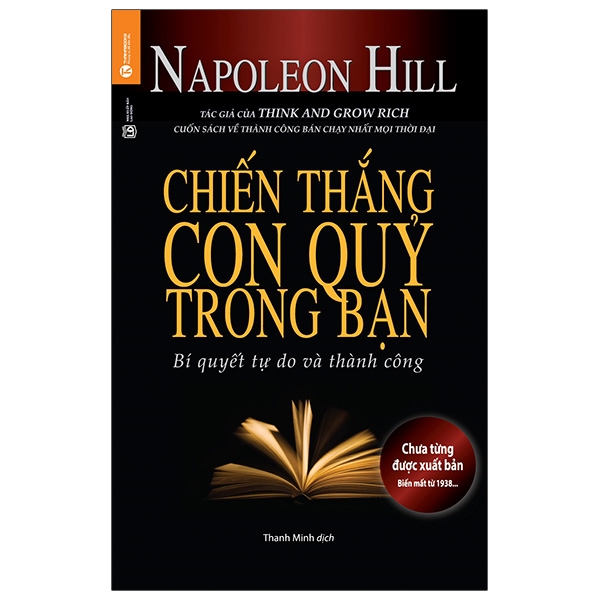 NAPOLEON HILL
TÁC GIẢ CỦA THINK AND GROW RICH
CUỐN SÁCH VỀ THÀNH CÔNG BÁN CHẠY NHẤT MỌI THỜI ĐẠI
CHIẾN THẮNG
CON QUỶ
TRONG BẠN
Bí quyết tự do và thành công
Chưa từng
được xuất bản
Biến mất từ 1938...
Thanh Minh dịch